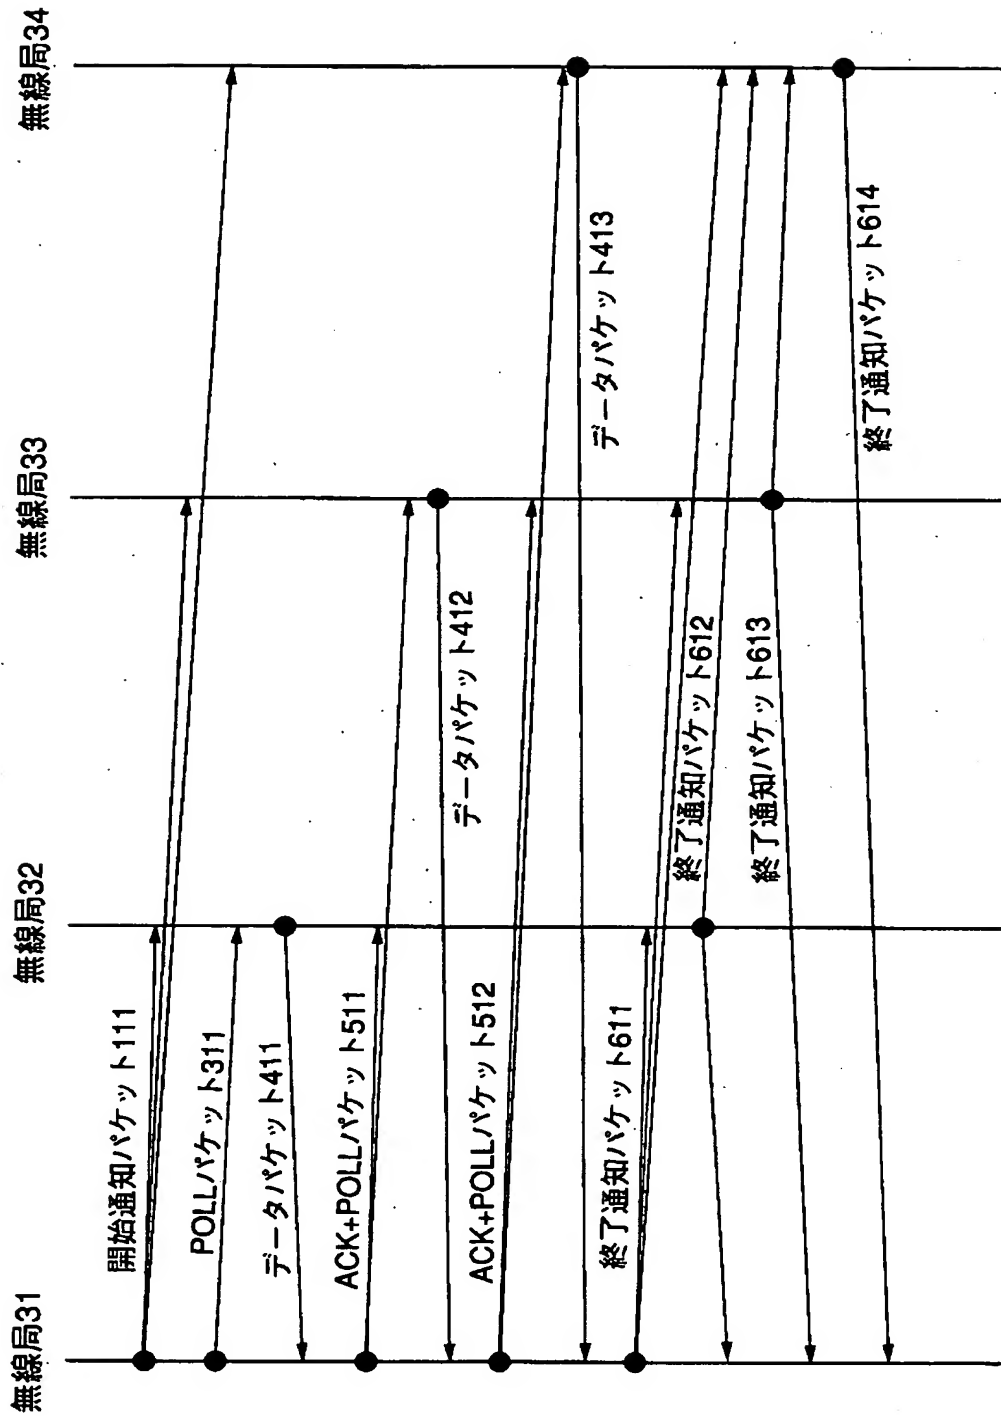 無線局31
無線局32
無線局33
無線局34
開始通知パケット111
POLLパケット311
データパケット411
ACK+POLLパケット511
データパケット412
ACK+POLLパケット512
データパケット413
終了通知パケット611
終了通知パケット612
終了通知パケット613
終了通知パケット614